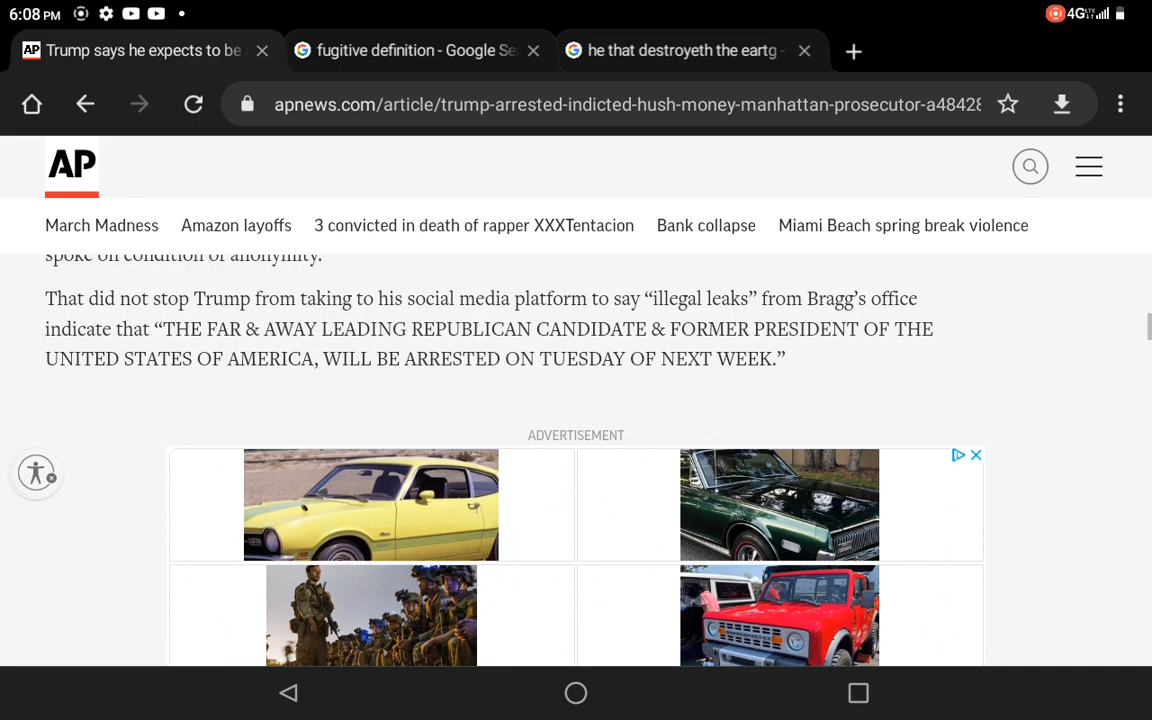 6:08 PM
4G LTE
Trump says he expects to be
fugitive definition - Google Se
he that destroyeth the eartg -
apnews.com/article/trump-arrested-indicted-hush-money-manhattan-prosecutor-a48428
AP
March Madness Amazon layoffs 3 convicted in death of rapper XXXTentacion Bank collapse Miami Beach spring break violence
spoke on condition of anonymity.
That did not stop Trump from taking to his social media platform to say “illegal leaks” from Bragg’s office
indicate that “THE FAR & AWAY LEADING REPUBLICAN CANDIDATE & FORMER PRESIDENT OF THE
UNITED STATES OF AMERICA, WILL BE ARRESTED ON TUESDAY OF NEXT WEEK.”
ADVERTISEMENT